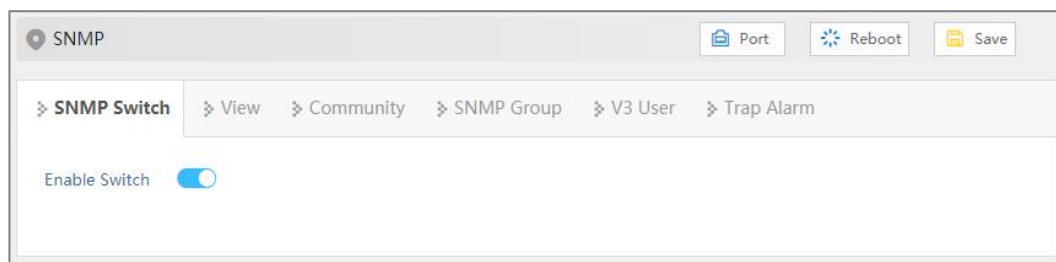 SNMP Port Reboot Save
SNMP Switch View Community SNMP Group V3 User Trap Alarm
Enable Switch